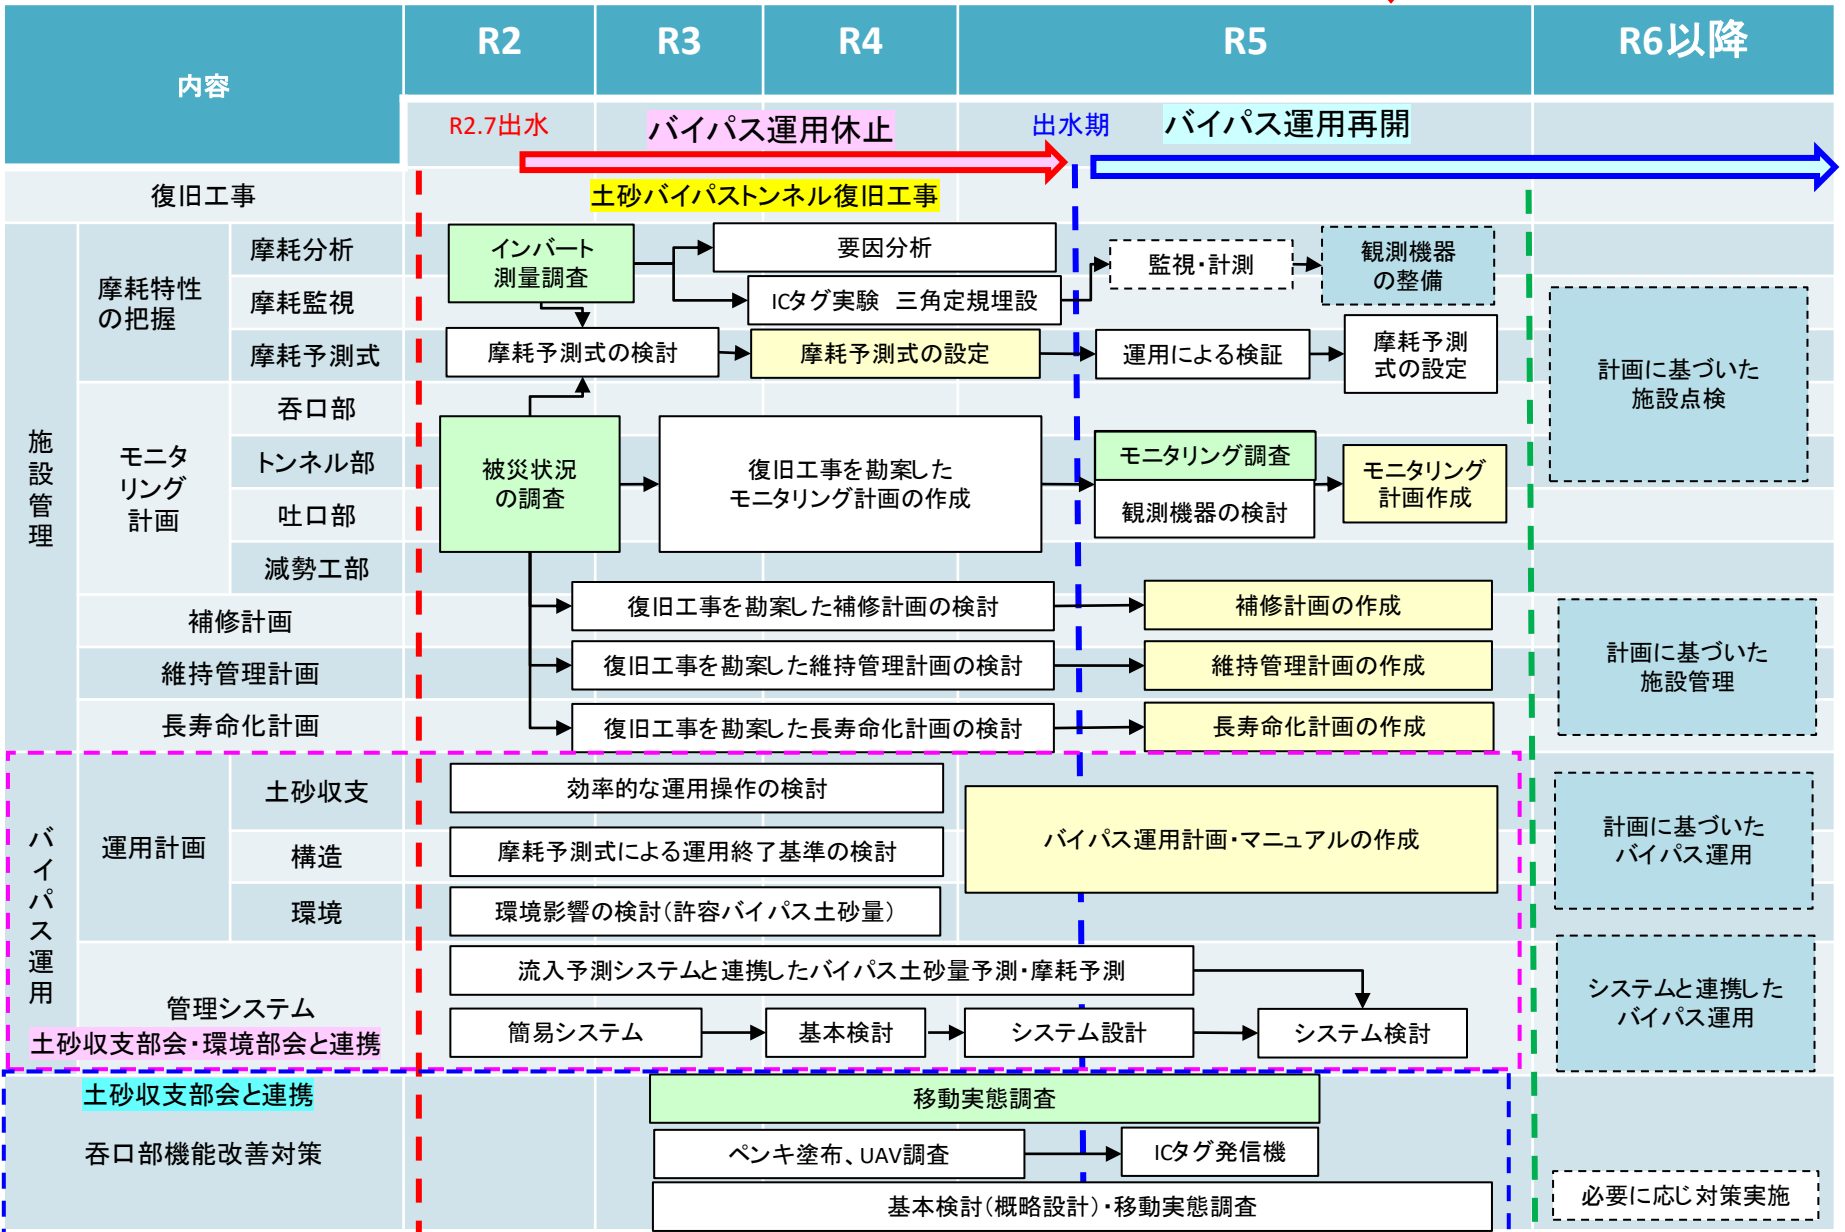 内容
R2
R3
R4
R5
R6以降
R2.7出水
バイパス運用休止
出水期
バイパス運用再開
復旧工事
土砂バイパストンネル復旧工事
施設管理
摩耗特性
の把握
摩耗分析
摩耗監視
摩耗予測式
インバート
測量調査
要因分析
ICタグ実験　三角定規埋設
監視・計測
観測機器
の整備
摩耗予測式の検討
摩耗予測式の設定
運用による検証
摩耗予測
式の設定
計画に基づいた
施設点検
モニタ
リング
計画
呑口部
トンネル部
吐口部
減勢工部
被災状況
の調査
復旧工事を勘案した
モニタリング計画の作成
モニタリング調査
観測機器の検討
モニタリング
計画作成
補修計画
復旧工事を勘案した補修計画の検討
補修計画の作成
維持管理計画
復旧工事を勘案した維持管理計画の検討
維持管理計画の作成
長寿命化計画
復旧工事を勘案した長寿命化計画の検討
長寿命化計画の作成
計画に基づいた
施設管理
バイパス運用
運用計画
土砂収支
効率的な運用操作の検討
構造
摩耗予測式による運用終了基準の検討
環境
環境影響の検討(許容バイパス土砂量)
バイパス運用計画・マニュアルの作成
計画に基づいた
バイパス運用
管理システム
土砂収支部会・環境部会と連携
流入予測システムと連携したバイパス土砂量予測・摩耗予測
簡易システム
基本検討
システム設計
システム検討
システムと連携した
バイパス運用
土砂収支部会と連携
呑口部機能改善対策
移動実態調査
ペンキ塗布、UAV調査
ICタグ発信機
基本検討(概略設計)・移動実態調査
必要に応じ対策実施